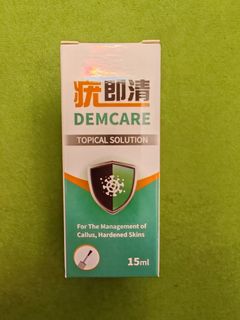 疣即清
DEMCARE
TOPICAL SOLUTION
For The Management of
Callus, Hardened Skins
15ml